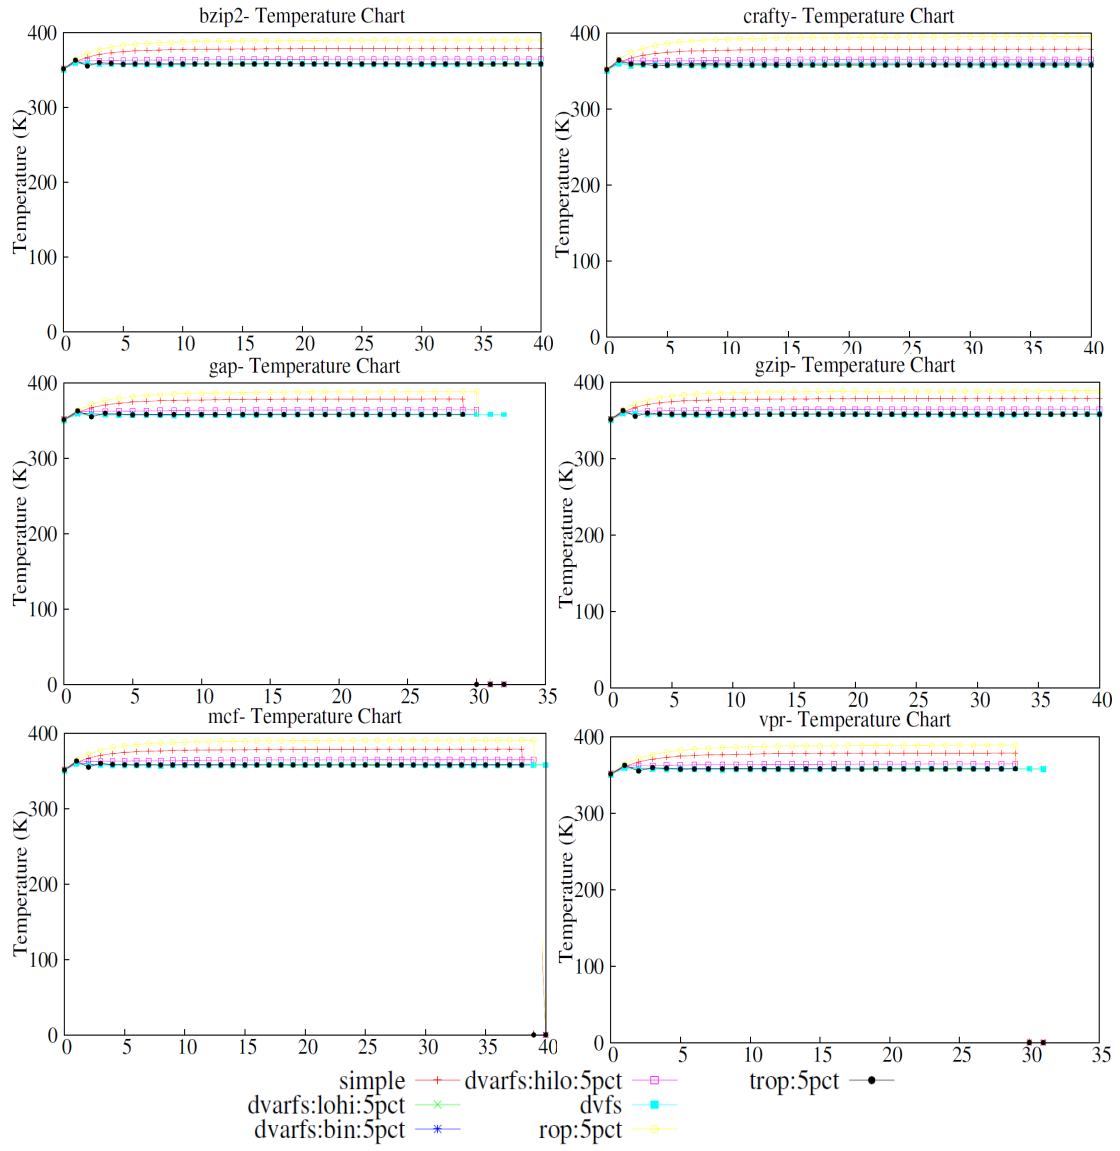 bzip2- Temperature Chart
Temperature (K)
400
300
200
100
0
0 5 10 15 20 25 30 35 40
crafty- Temperature Chart
Temperature (K)
400
300
200
100
0
0 5 10 15 20 25 30 35 40
gap- Temperature Chart
Temperature (K)
400
300
200
100
0
0 5 10 15 20 25 30 35
gzip- Temperature Chart
Temperature (K)
400
300
200
100
0
0 5 10 15 20 25 30 35 40
mcf- Temperature Chart
Temperature (K)
400
300
200
100
0
0 5 10 15 20 25 30 35 40
vpr- Temperature Chart
Temperature (K)
400
300
200
100
0
0 5 10 15 20 25 30 35
simple dvarfs:hilo:5pct trop:5pct
dvarfs:lohi:5pct dvfs
dvarfs:bin:5pct rop:5pct